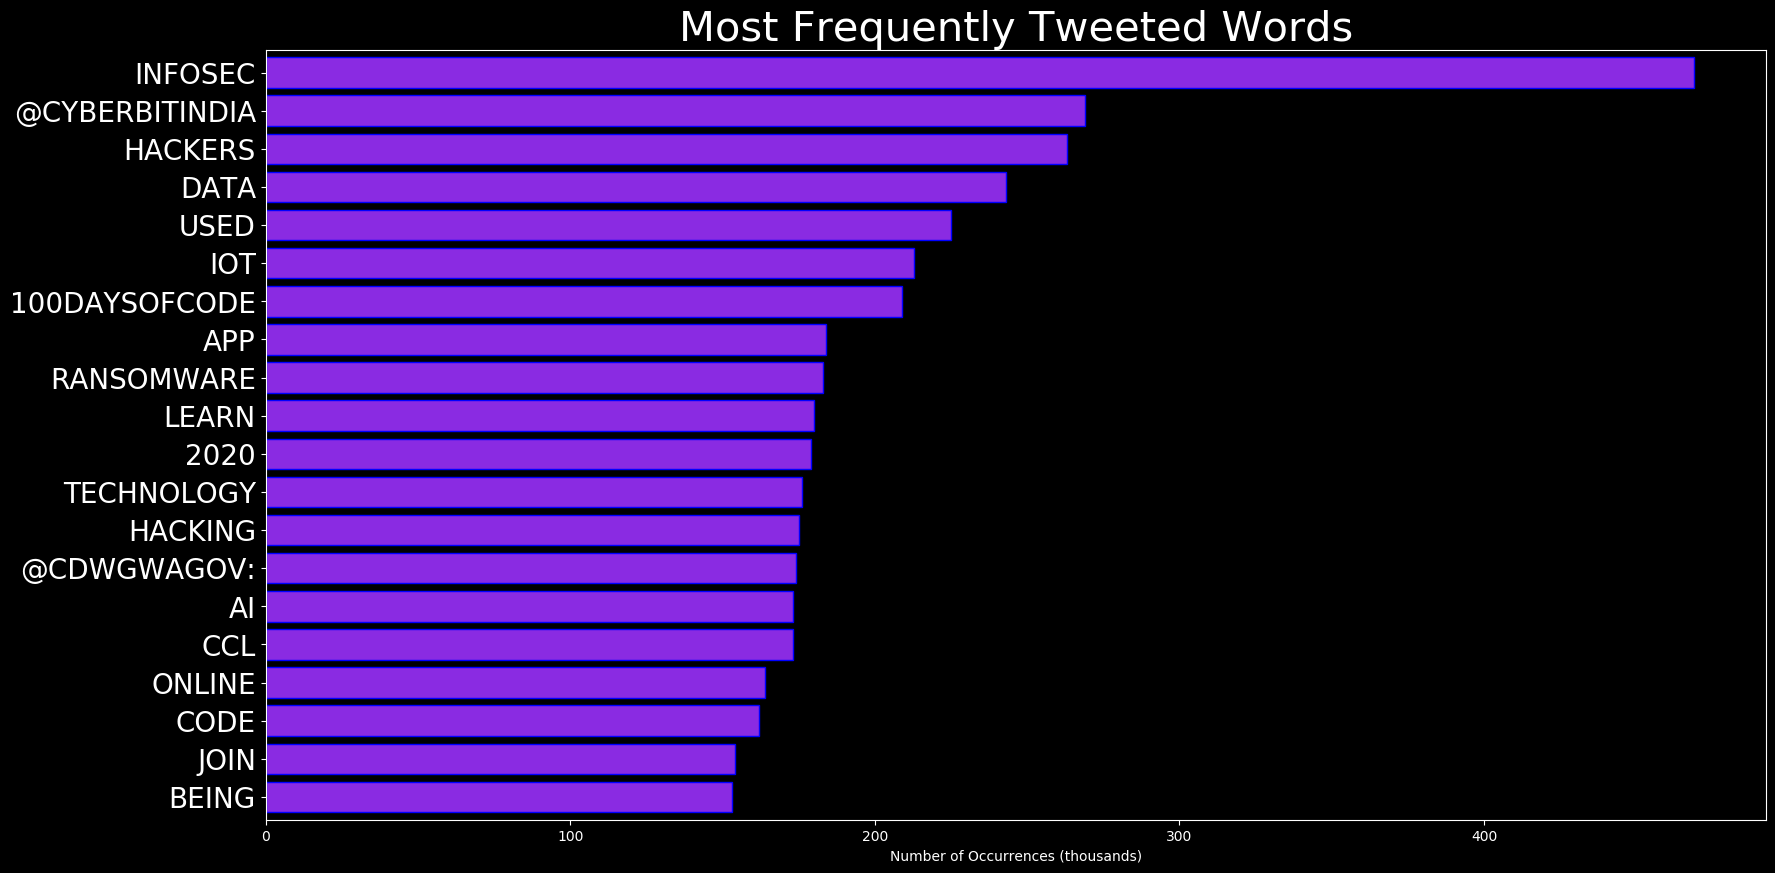 Most Frequently Tweeted Words
INFOSEC
@CYBERBITINDIA
HACKERS
DATA
USED
IOT
100DAYSOFCODE
APP
RANSOMWARE
LEARN
2020
TECHNOLOGY
HACKING
@CDWGWAGOV:
AI
CCL
ONLINE
CODE
JOIN
BEING
0 100 200 300 400
Number of Occurrences (thousands)